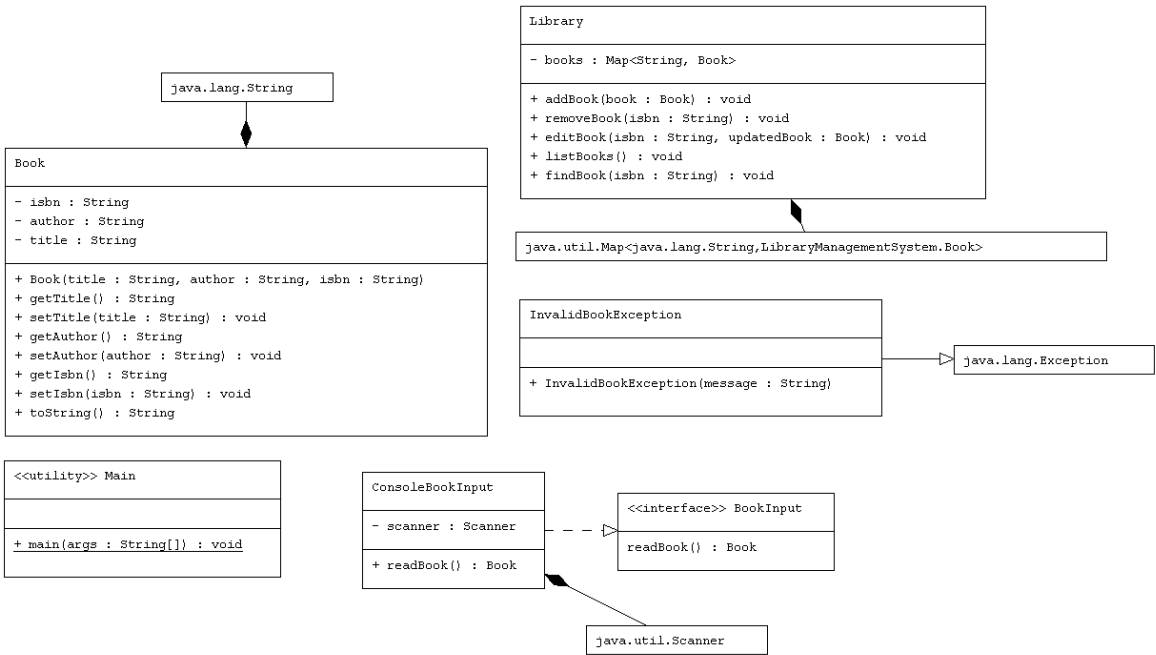 java.lang.String
Book
- isbn : String
- author : String
- title : String
+ Book(title : String, author : String, isbn : String)
+ getTitle() : String
+ setTitle(title : String) : void
+ getAuthor() : String
+ setAuthor(author : String) : void
+ getIsbn() : String
+ setIsbn(isbn : String) : void
+ toString() : String
Library
- books : Map<String, Book>
+ addBook(book : Book) : void
+ removeBook(isbn : String) : void
+ editBook(isbn : String, updatedBook : Book) : void
+ listBooks() : void
+ findBook(isbn : String) : void
java.util.Map<java.lang.String,LibraryManagementSystem.Book>
InvalidBookException
+ InvalidBookException(message : String)
java.lang.Exception
<<utility>> Main
+ main(args : String[]) : void
ConsoleBookInput
- scanner : Scanner
+ readBook() : Book
<<interface>> BookInput
readBook() : Book
java.util.Scanner